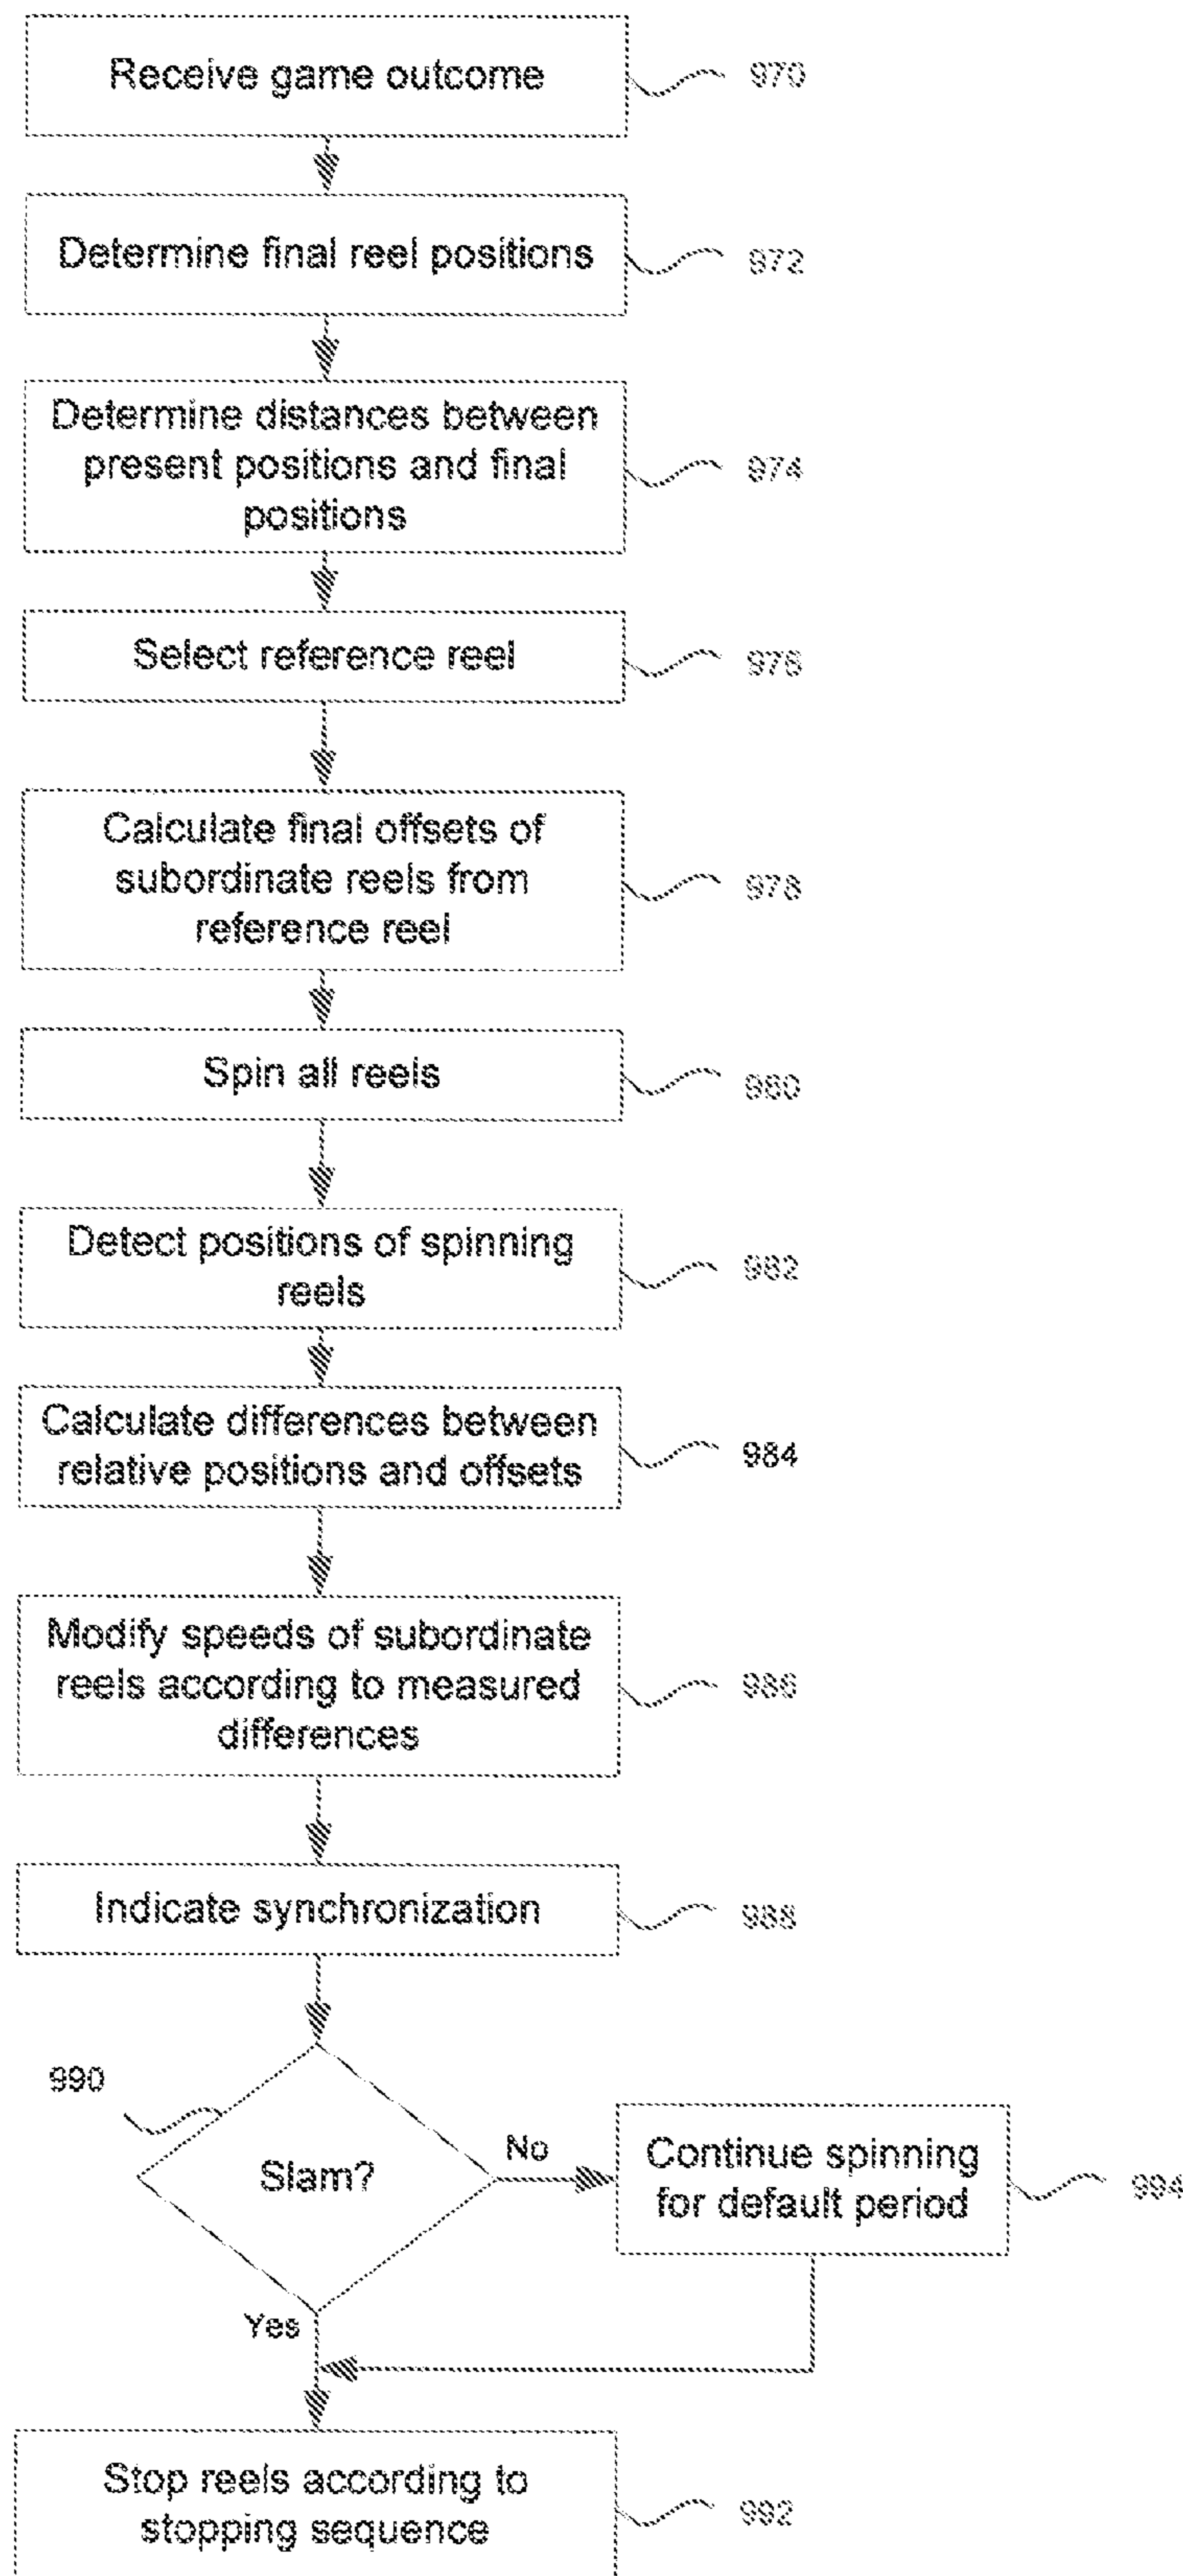 Receive game outcome
970
Determine final reel positions
972
Determine distances between
present positions and final
positions
974
Select reference reel
976
Calculate final offsets of
subordinate reels from
reference reel
978
Spin all reels
980
Detect positions of spinning
reels
982
Calculate differences between
relative positions and offsets
984
Modify speeds of subordinate
reels according to measured
differences
986
Indicate synchronization
988
990
Slam?
No
Continue spinning
for default period
994
Yes
Stop reels according to
stopping sequence
992